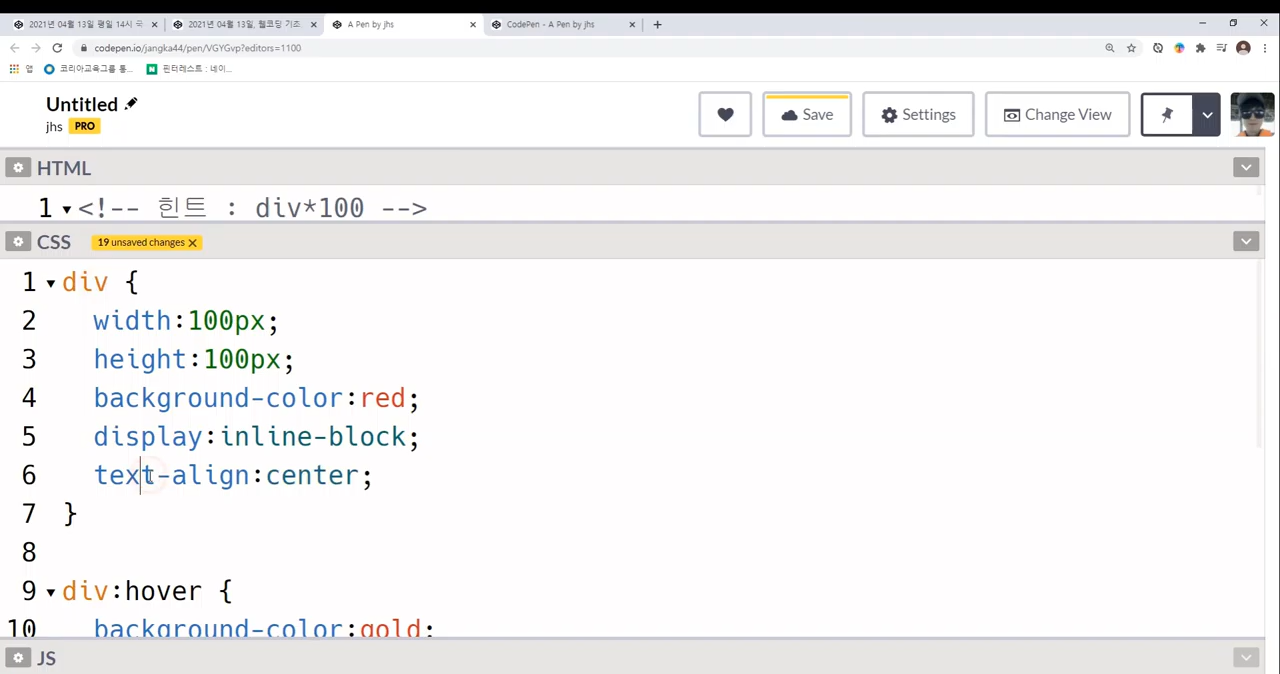 2021년 04월 13일 평일 14시 국
2021년 04월 13일, 웹코딩 기초
A Pen by jhs
CodePen - A Pen by jhs
codepen.io/jangka44/pen/VGYGvp?editors=1100
앱
코리아교육그룹 통...
핀터레스트 : 네이...
Untitled
jhs PRO
Save
Settings
Change View
HTML
1 <!-- 힌트 : div*100 -->
CSS 19 unsaved changes
1 div {
2 width:100px;
3 height:100px;
4 background-color:red;
5 display:inline-block;
6 text-align:center;
7 }
8
9 div:hover {
10 background-color:gold;
JS